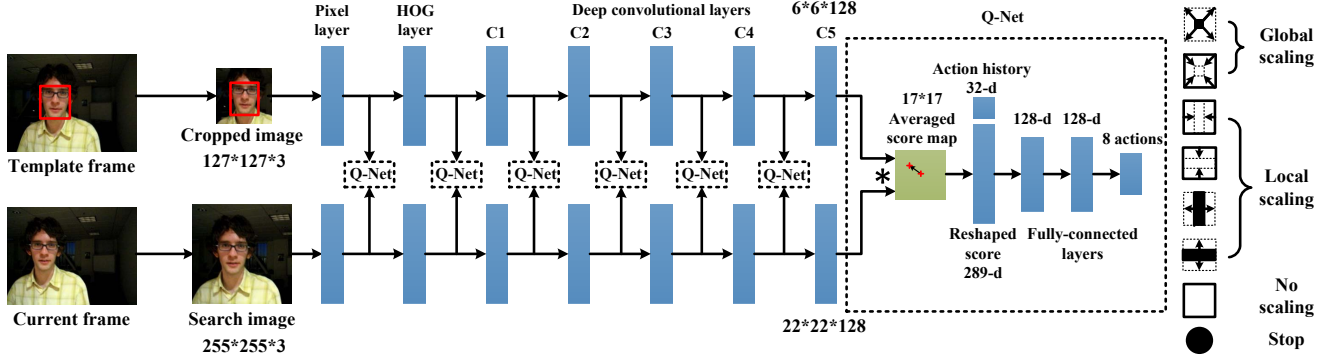 Pixel
layer
HOG
layer
Deep convolutional layers
C1
C2
C3
C4
C5
6*6*128
Q-Net
Template frame
Cropped image
127*127*3
Q-Net
Q-Net
Q-Net
Q-Net
Q-Net
Q-Net
Current frame
Search image
255*255*3
22*22*128
*
17*17
Averaged
score map
Action history
32-d
128-d
128-d
8 actions
Reshaped
score
289-d
Fully-connected
layers
Global
scaling
Local
scaling
No
scaling
Stop